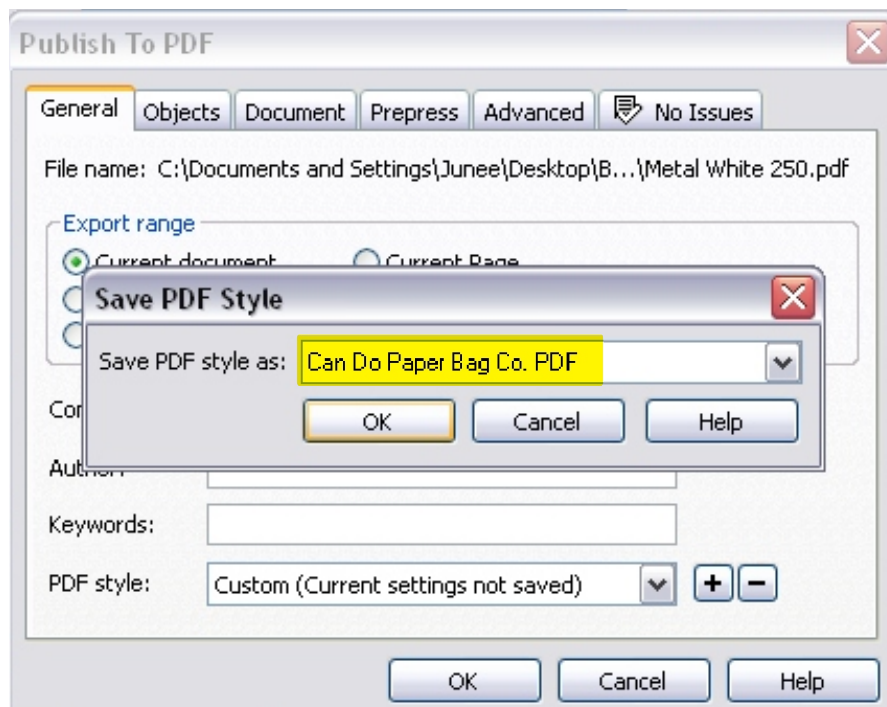 Publish To PDF
General Objects Document Prepress Advanced No Issues
File name: C:\Documents and Settings\Junee\Desktop\B...\Metal White 250.pdf
Export range
Current document Current Page
Save PDF Style
Save PDF style as: Can Do Paper Bag Co. PDF
OK Cancel Help
Keywords:
PDF style: Custom (Current settings not saved)
OK Cancel Help